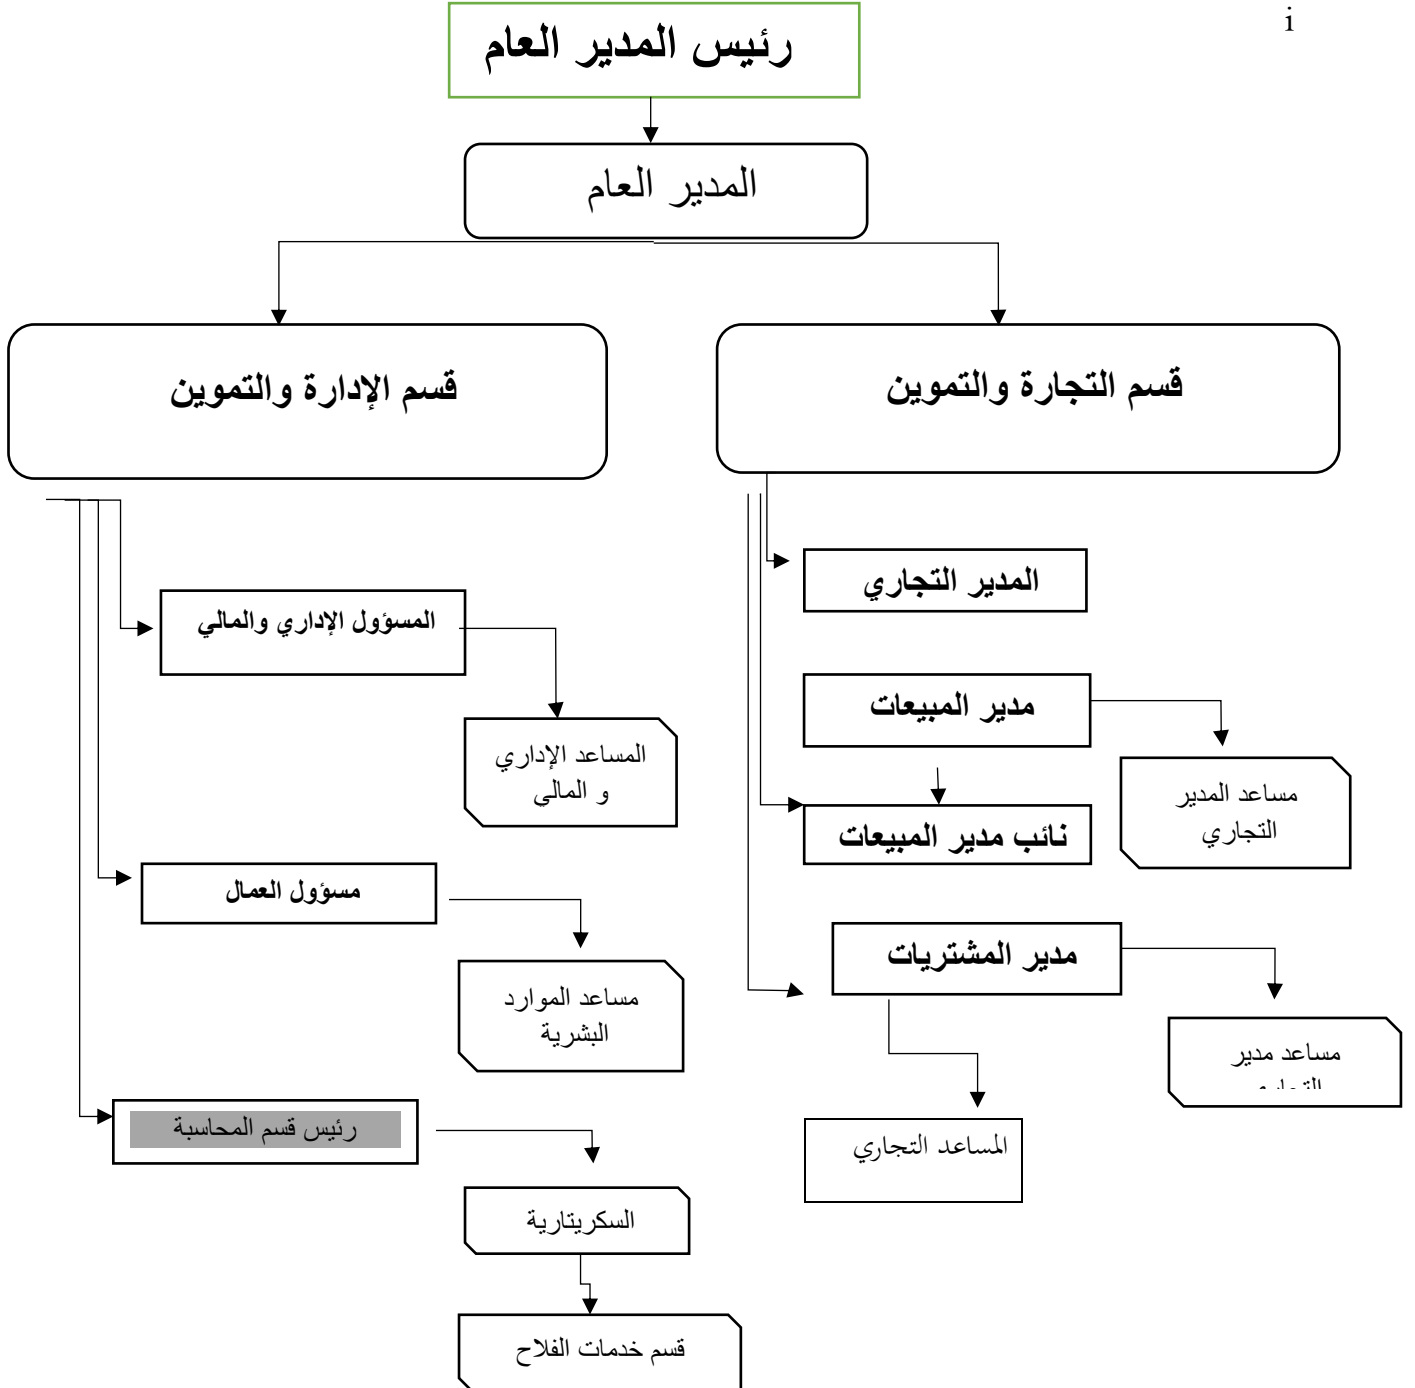 i
رئيس المدير العام
المدير العام
قسم التجارة والتموين
قسم الإدارة والتموين
المدير التجاري
مدير المبيعات
مساعد المدير
التجاري
نائب مدير المبيعات
مدير المشتريات
مساعد مدير
المساعد التجاري
المسؤول الإداري والمالي
المساعد الإداري
و المالي
مسؤول العمال
مساعد الموارد
البشرية
رئيس قسم المحاسبة
السكريتارية
قسم خدمات الفلاح